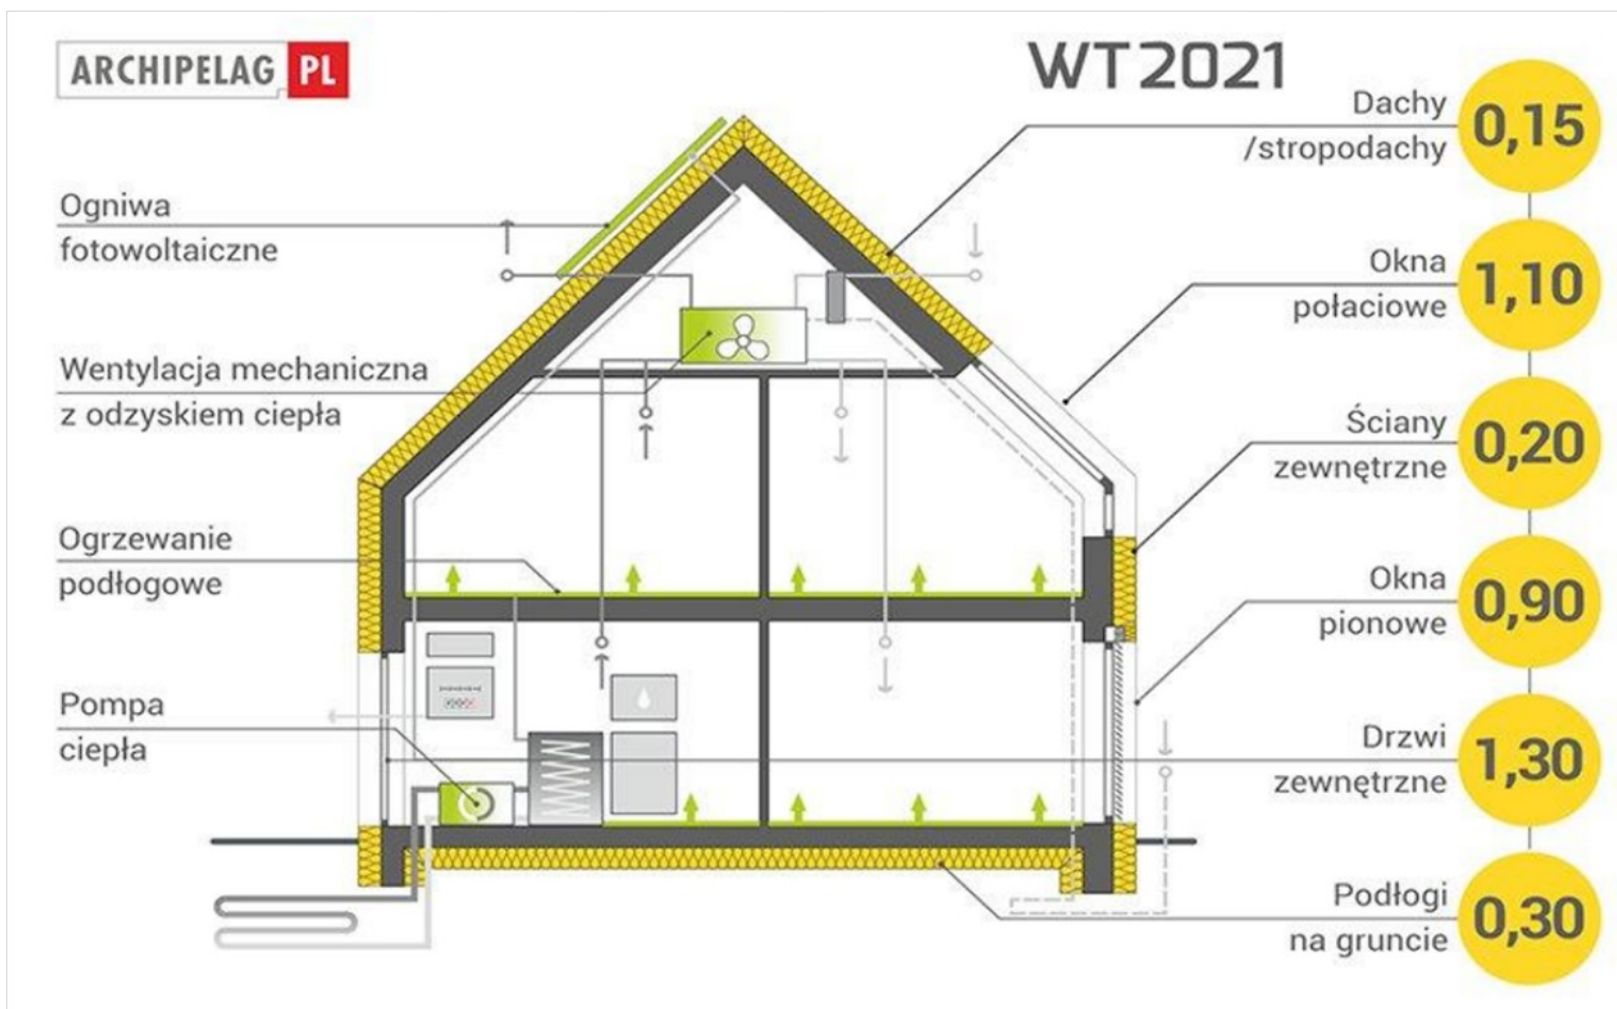 ARCHIPELAG PL
WT2021
Ogniwa
fotowoltaiczne
Wentylacja mechaniczna
z odzyskiem ciepła
Ogrzewanie
podłogowe
Pompa
ciepła
Dachy
/stropodachy
0,15
Okna
połaciowe
1,10
Ściany
zewnętrzne
0,20
Okna
pionowe
0,90
Drzwi
zewnętrzne
1,30
Podłogi
na gruncie
0,30